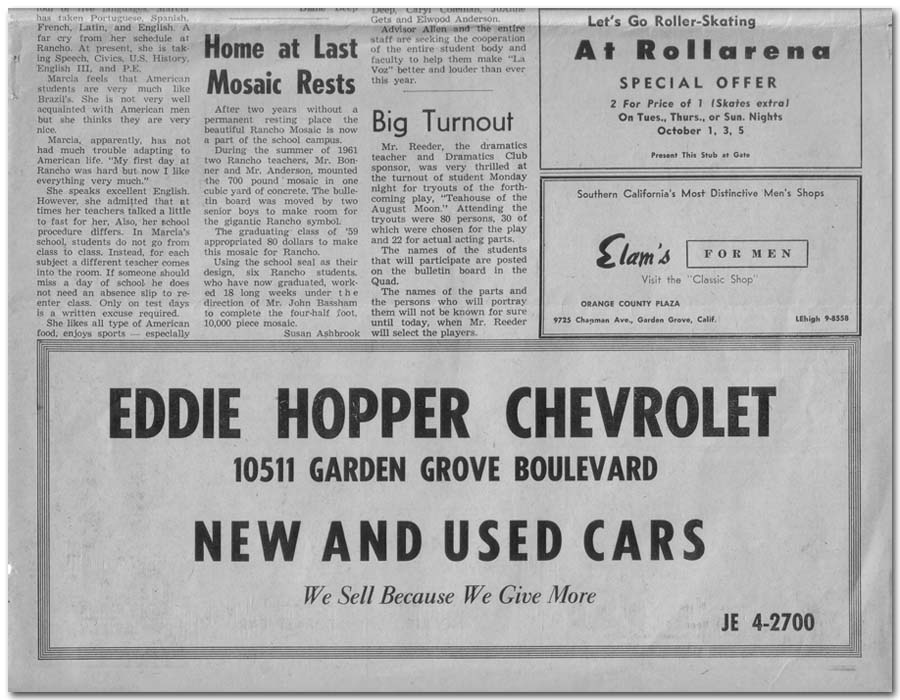 has taken Portuguese, Spanish,
French, Latin, and English. A
far cry from her schedule at
Rancho. At present, she is tak-
ing Speech, Civics, U.S. History,
English III, and P.E.
Marcia feels that American
students are very much like
Brazil's. She is not very well
acquainted with American men
but she thinks they are very
nice.
Marcia, apparently, has not
had much trouble adapting to
American life. "My first day at
Rancho was hard but now I like
everything very much."
She speaks excellent English.
However, she admitted that at
times her teachers talked a little
to fast for her, Also, her school
procedure differs. In Marcia's
school, students do not go from
class to class. Instead, for each
subject a different teacher comes
into the room. If someone should
miss a day of school he does
not need an absence slip to re-
enter class. Only on test days
is a written excuse required.
She likes all type of American
food, enjoys sports — especially
Home at Last
Mosaic Rests
After two years without a
permanent resting place the
beautiful Rancho Mosaic is now
a part of the school campus.
During the summer of 1961
two Rancho teachers, Mr. Bon-
ner and Mr. Anderson, mounted
the 700 pound mosaic in one
cubic yard of concrete. The bulle-
tin board was moved by two
senior boys to make room for
the gigantic Rancho symbol.
The graduating class of '59
appropriated 80 dollars to make
this mosaic for Rancho.
Using the school seal as their
design, six Rancho students,
who have now graduated, work-
ed 18 long weeks under the
direction of Mr. John Bassham
to complete the four-half foot,
10,000 piece mosaic.
Susan Ashbrook
Gets and Elwood Anderson.
Advisor Allen and the entire
staff are seeking the cooperation
of the entire student body and
faculty to help them make "La
Voz" better and louder than ever
this year.
Big Turnout
Mr. Reeder, the dramatics
teacher and Dramatics Club
sponsor, was very thrilled at
the turnout of student Monday
night for tryouts of the forth-
coming play, "Teahouse of the
August Moon." Attending the
tryouts were 80 persons, 30 of
which were chosen for the play
and 22 for actual acting parts.
The names of the students
that will participate are posted
on the bulletin board in the
Quad.
The names of the parts and
the persons who will portray
them will not be known for sure
until today, when Mr. Reeder
will select the players.
Let's Go Roller-Skating
At Rollarena
SPECIAL OFFER
2 For Price of 1 (Skates extra)
On Tues., Thurs., or Sun. Nights
October 1, 3, 5
Present This Stub at Gate
Southern California's Most Distinctive Men's Shops
Elam's FOR MEN
Visit the "Classic Shop"
ORANGE COUNTY PLAZA
9725 Chapman Ave., Garden Grove, Calif. LEhigh 9-8558
EDDIE HOPPER CHEVROLET
10511 GARDEN GROVE BOULEVARD
NEW AND USED CARS
We Sell Because We Give More
JE 4-2700